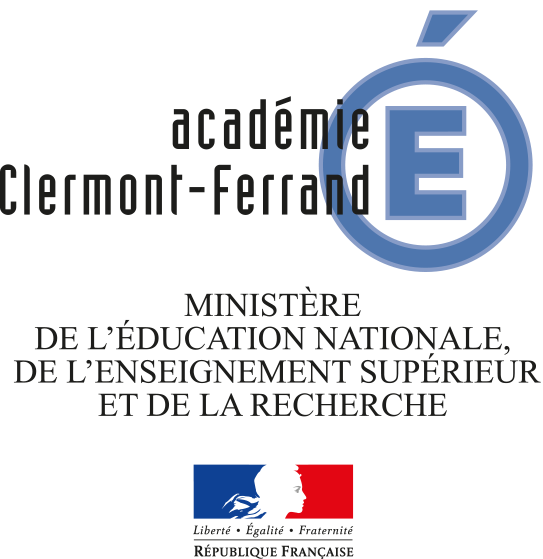 académie
Clermont-Ferrand
É
MINISTÈRE
DE L'ÉDUCATION NATIONALE,
DE L'ENSEIGNEMENT SUPÉRIEUR
ET DE LA RECHERCHE
Liberté • Égalité • Fraternité
RÉPUBLIQUE FRANÇAISE